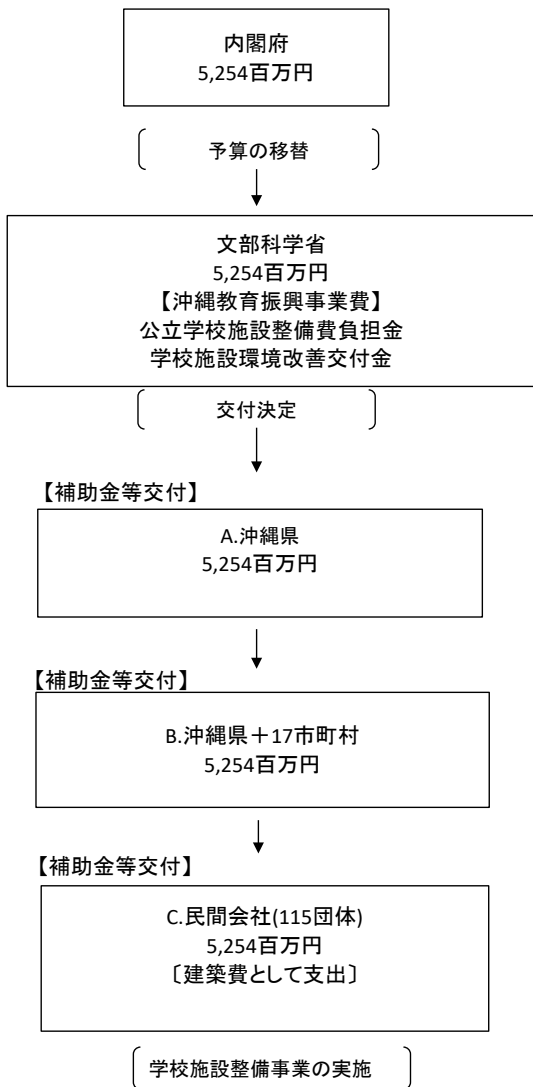 内閣府
5,254百万円
予算の移替
文部科学省
5,254百万円
【沖縄教育振興事業費】
公立学校施設整備費負担金
学校施設環境改善交付金
交付決定
【補助金等交付】
A.沖縄県
5,254百万円
【補助金等交付】
B.沖縄県＋17市町村
5,254百万円
【補助金等交付】
C.民間会社(115団体)
5,254百万円
〔建築費として支出〕
学校施設整備事業の実施